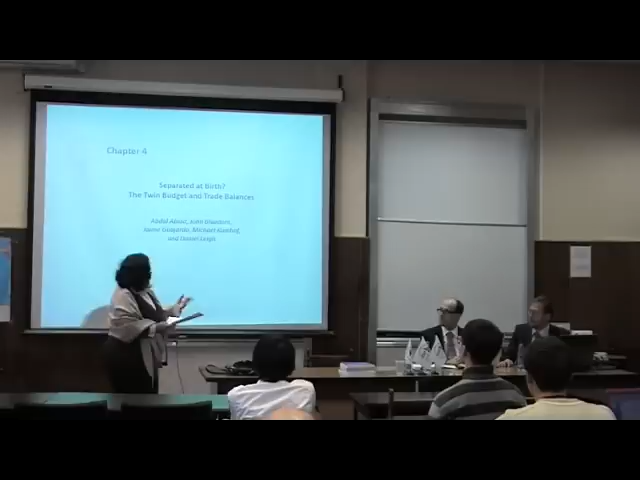 Chapter 4
Separated at Birth?
The Twin Budget and Trade Balances
Abdul Abiad, John Bluedorn,
Jaime Guajardo, Michael Kumhof,
and Daniel Leigh